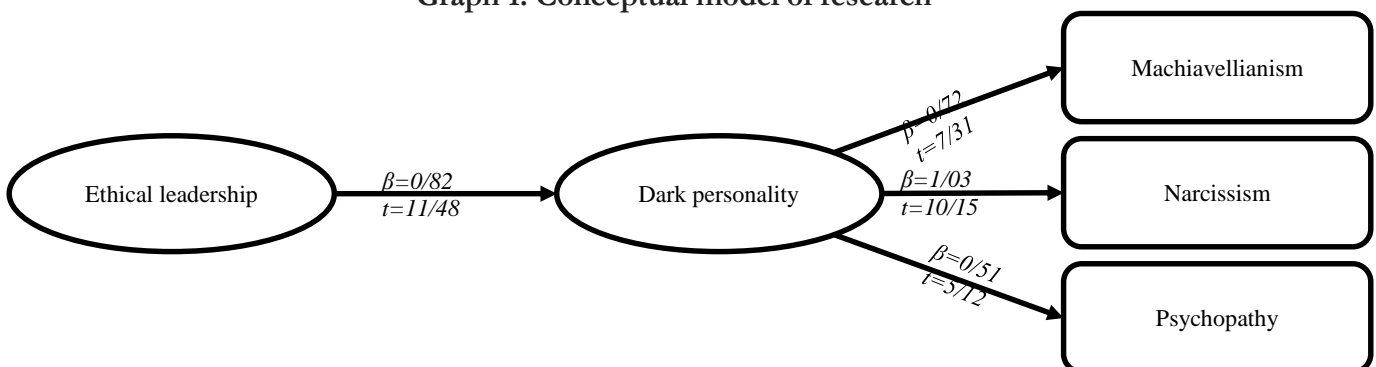 Graph 1. Conceptual model of research
Machiavellianism
β=0/72
t=7/31
Ethical leadership
β=0/82
t=11/48
Dark personality
β=1/03
t=10/15
Narcissism
β=0/51
t=5/12
Psychopathy